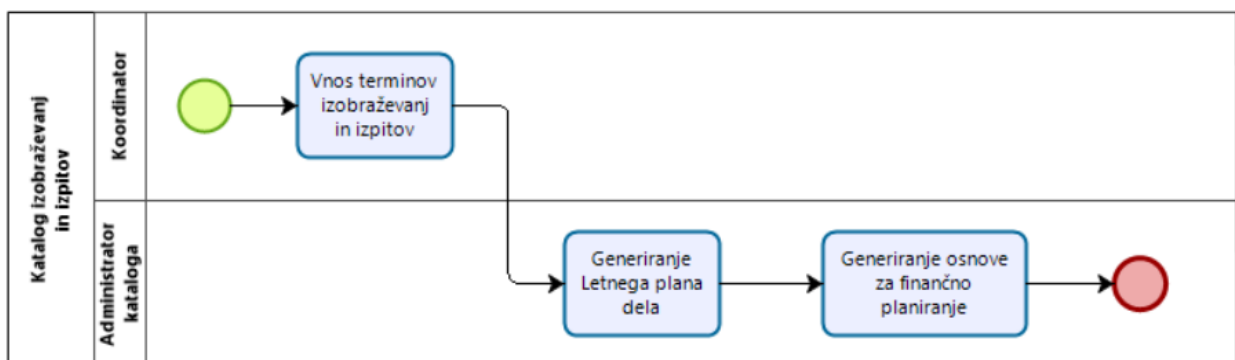 Katalog izobraževanj
in izpitov
Koordinator
Vnos terminov
izobraževanj
in izpitov
Administrator
kataloga
Generiranje
Letnega plana
dela
Generiranje osnove
za finančno
planiranje